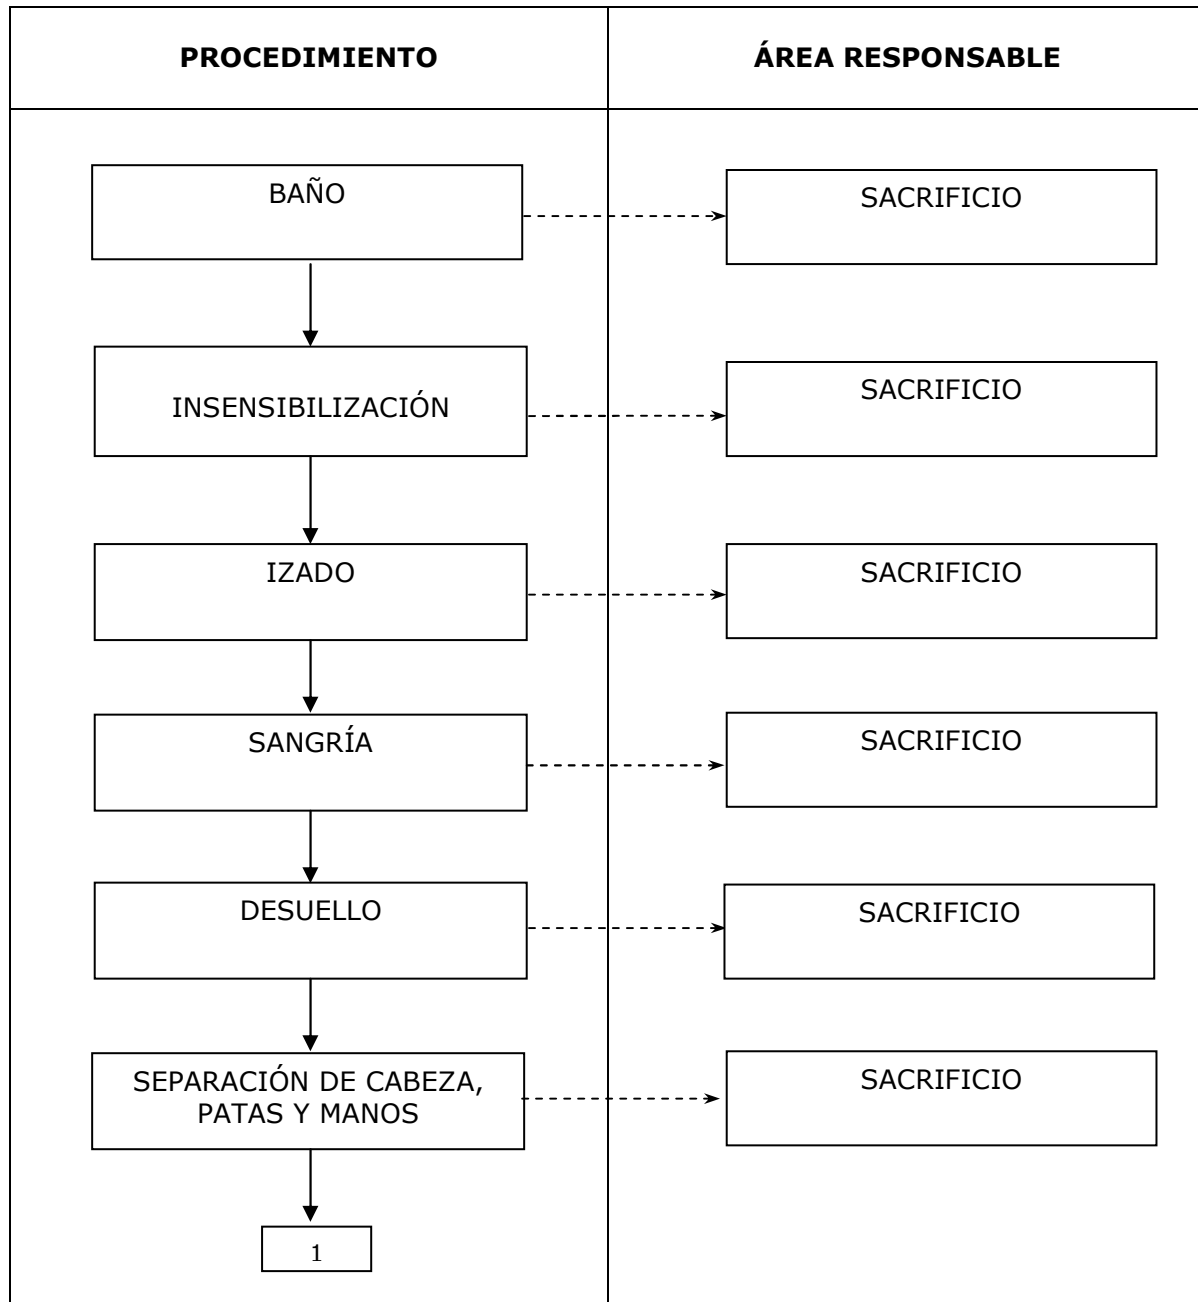 PROCEDIMIENTO
ÁREA RESPONSABLE
BAÑO
SACRIFICIO
INSENSIBILIZACIÓN
SACRIFICIO
IZADO
SACRIFICIO
SANGRÍA
SACRIFICIO
DESUELLO
SACRIFICIO
SEPARACIÓN DE CABEZA,
PATAS Y MANOS
SACRIFICIO
1